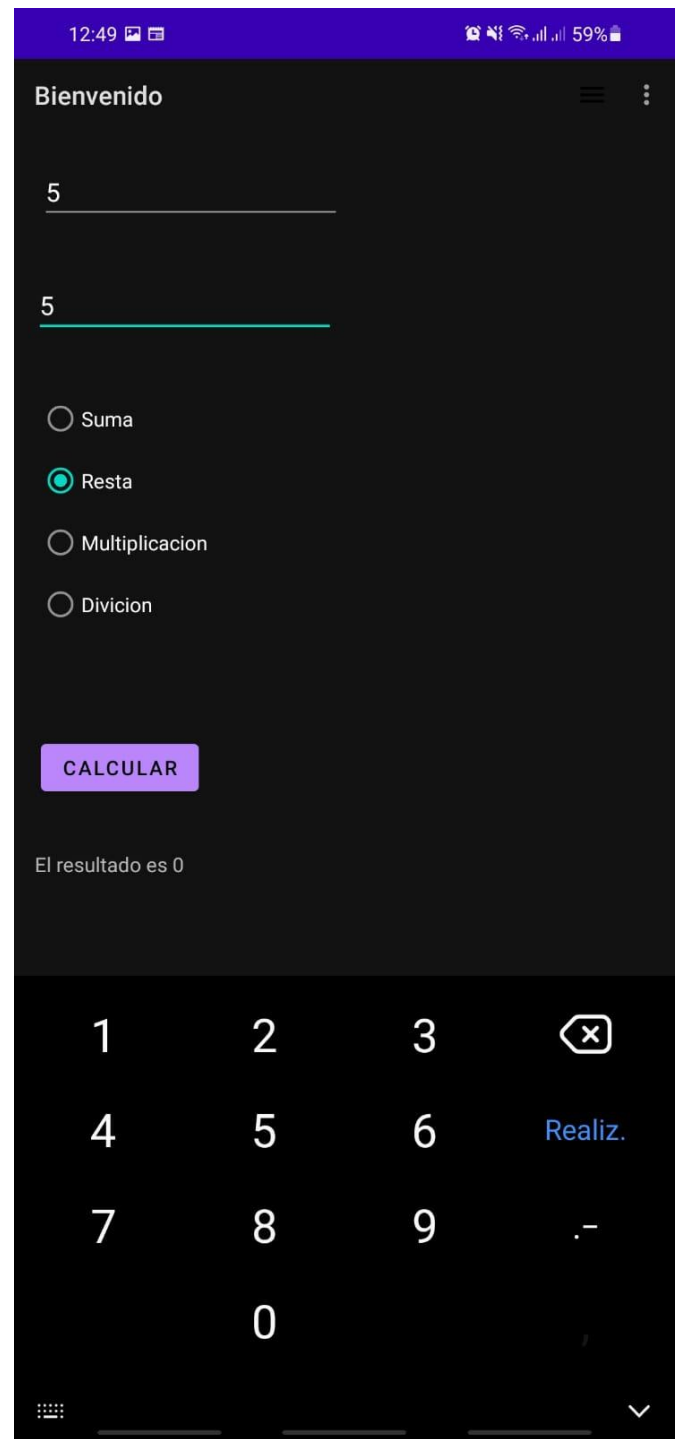 12:49 59%
Bienvenido
5
5
Suma
Resta
Multiplicacion
Divicion
CALCULAR
El resultado es 0
1 2 3
4 5 6 Realiz.
7 8 9 .-
0 ,